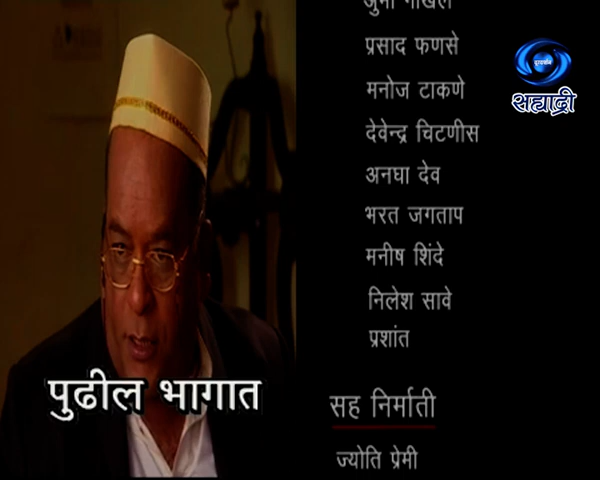 प्रसाद फणसे
मनोज टाकणे
देवेन्द्र चिटणीस
अनघा देव
भरत जगताप
मनीष शिंदे
निलेश सावे
प्रशांत
सह निर्माती
ज्योति प्रेमी
पुढील भागात
सह्याद्री